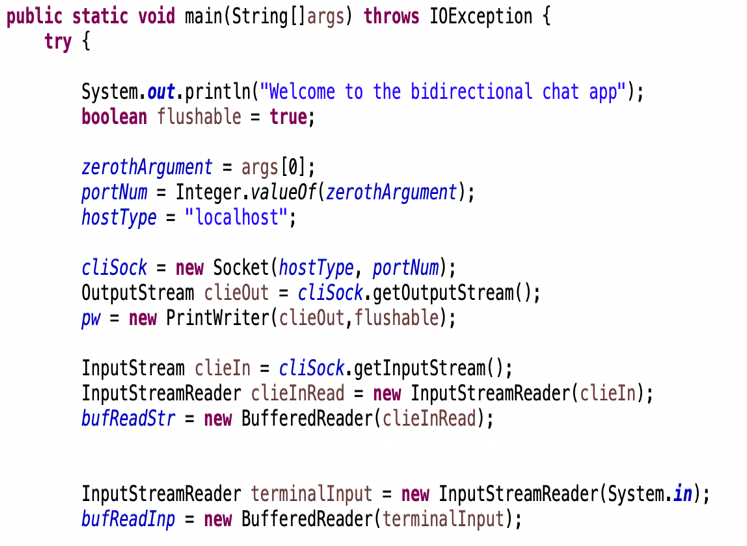 public static void main(String[]args) throws IOException {
try {
System.out.println("Welcome to the bidirectional chat app");
boolean flushable = true;
zerothArgument = args[0];
portNum = Integer.valueOf(zerothArgument);
hostType = "localhost";
cliSock = new Socket(hostType, portNum);
OutputStream clieOut = cliSock.getOutputStream();
pw = new PrintWriter(clieOut,flushable);
InputStream clieIn = cliSock.getInputStream();
InputStreamReader clieInRead = new InputStreamReader(clieIn);
bufReadStr = new BufferedReader(clieInRead);
InputStreamReader terminalInput = new InputStreamReader(System.in);
bufReadInp = new BufferedReader(terminalInput);